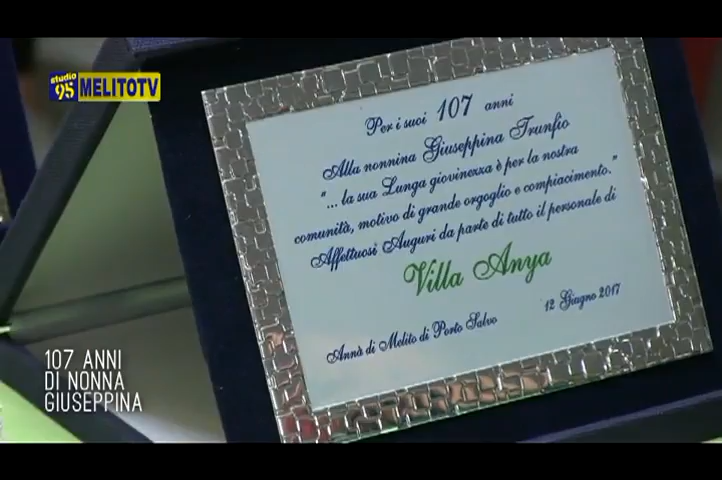 studio
95 MELITOTV
Per i suoi 107 anni
Alla nonnina Giuseppina Trunfio
"... la sua Lunga giovinezza è per la nostra
comunità, motivo di grande orgoglio e compiacimento."
Affettuosi Auguri da parte di tutto il personale di
Villa Anya
Annà di Melito di Porto Salvo
12 Giugno 2017
107 ANNI
DI NONNA
GIUSEPPINA